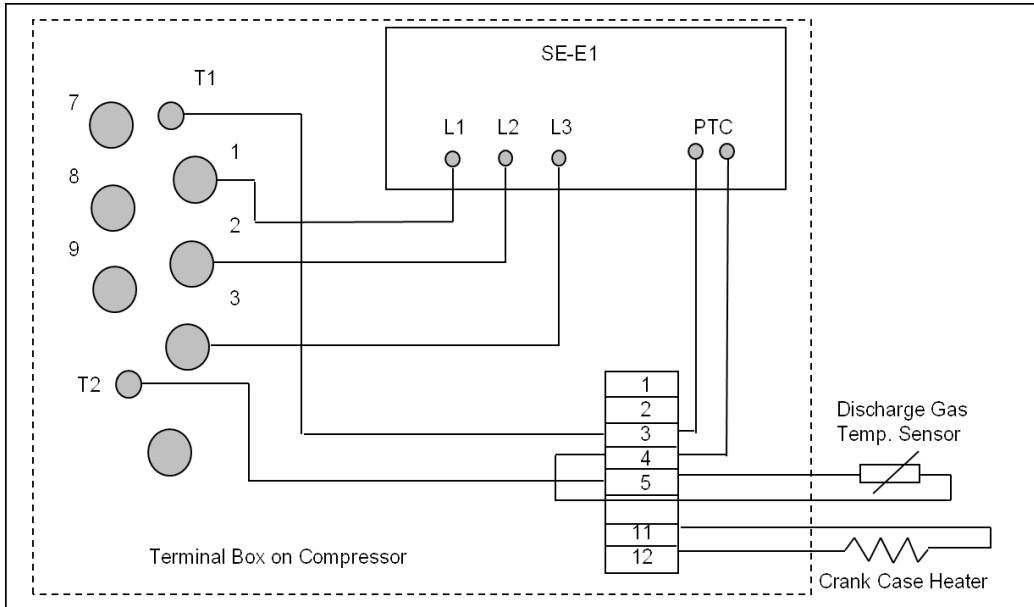 SE-E1
T1
7
L1 L2 L3 PTC
1
8
2
9
3
T2
1
2
3
4
5
11
12
Discharge Gas
Temp. Sensor
Terminal Box on Compressor
Crank Case Heater